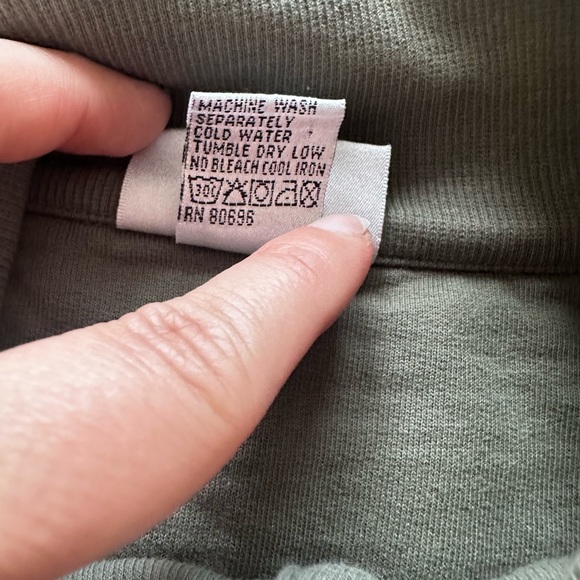 MACHINE WASH
SEPARATELY
COLD WATER
TUMBLE DRY LOW
NO BLEACH COOL IRON
30
RN 80696